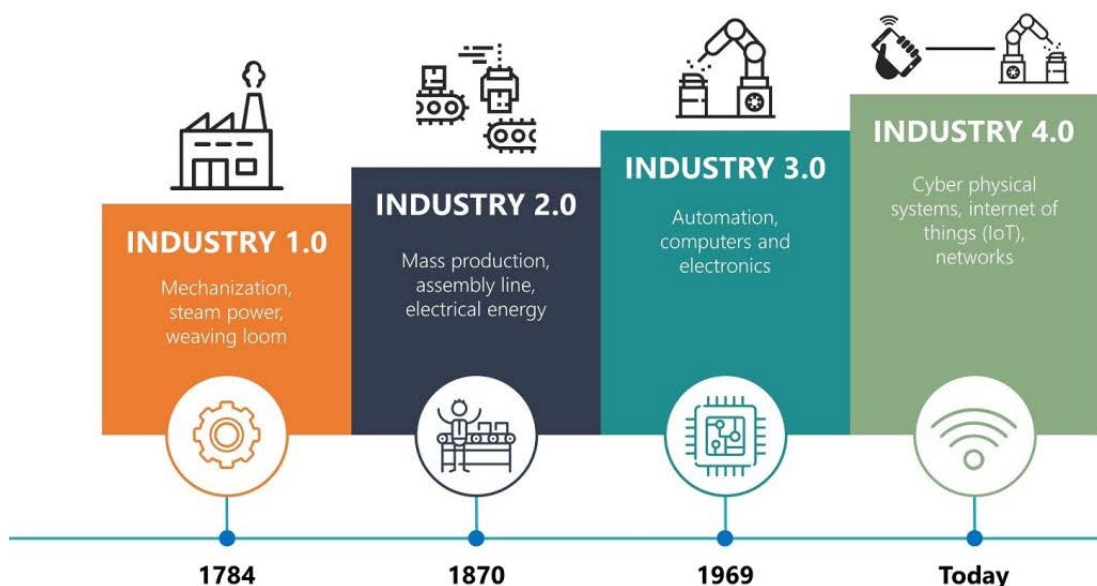 INDUSTRY 1.0
Mechanization,
steam power,
weaving loom
1784
INDUSTRY 2.0
Mass production,
assembly line,
electrical energy
1870
INDUSTRY 3.0
Automation,
computers and
electronics
1969
INDUSTRY 4.0
Cyber physical
systems, internet of
things (IoT),
networks
Today